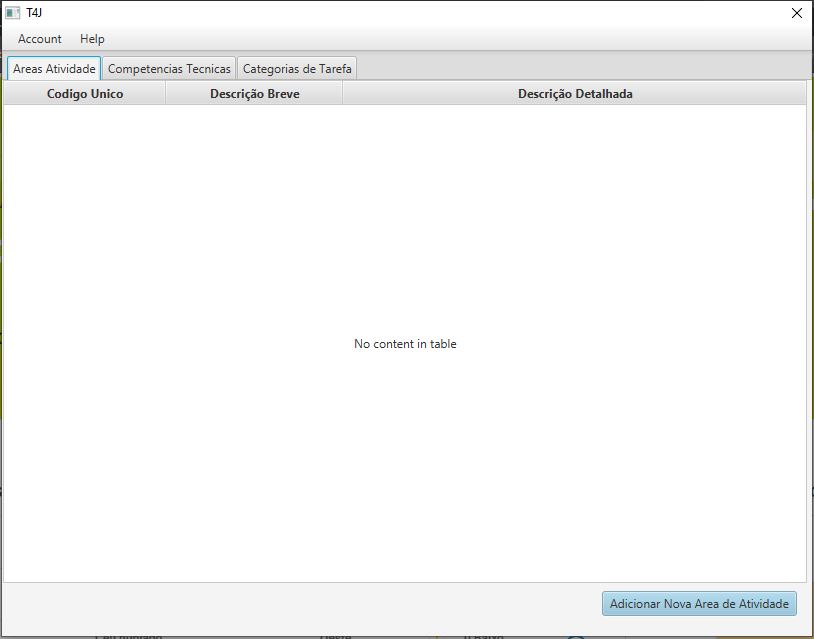 T4J
Account Help
Areas Atividade Competencias Tecnicas Categorias de Tarefa
Codigo Unico Descrição Breve Descrição Detalhada
No content in table
Adicionar Nova Area de Atividade